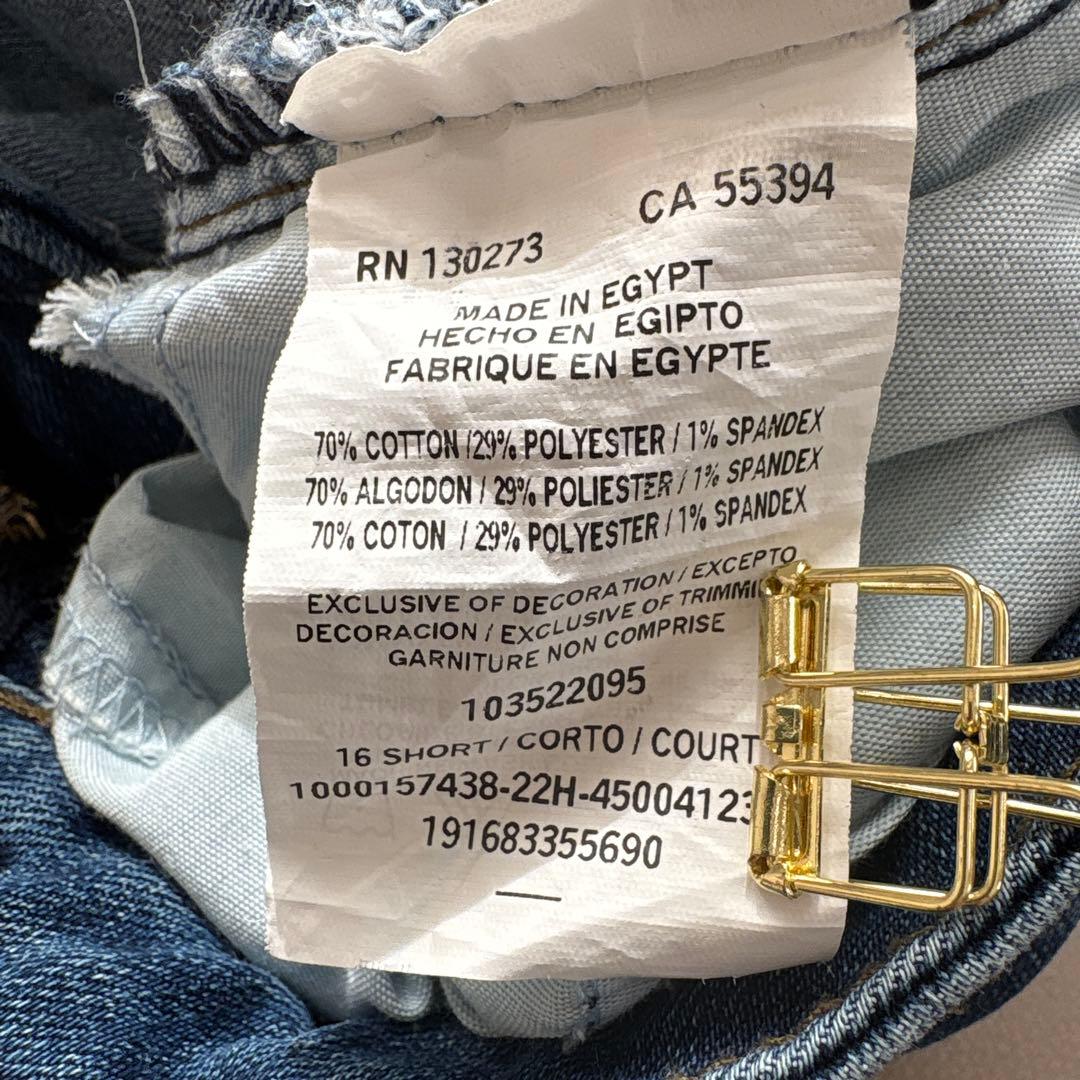 CA 55394
RN 130273
MADE IN EGYPT
HECHO EN EGIPTO
FABRIQUE EN EGYPTE
70% COTTON / 29% POLYESTER / 1% SPANDEX
70% ALGODON / 29% POLIESTER / 1% SPANDEX
70% COTON / 29% POLYESTER / 1% SPANDEX
EXCLUSIVE OF DECORATION / EXCEPTO
DECORACION / EXCLUSIVE OF
GARNITURE NON COMPRISE
103522095
16 SHORT / CORTO / COURT
1000157438-22H-45004123
191683355690